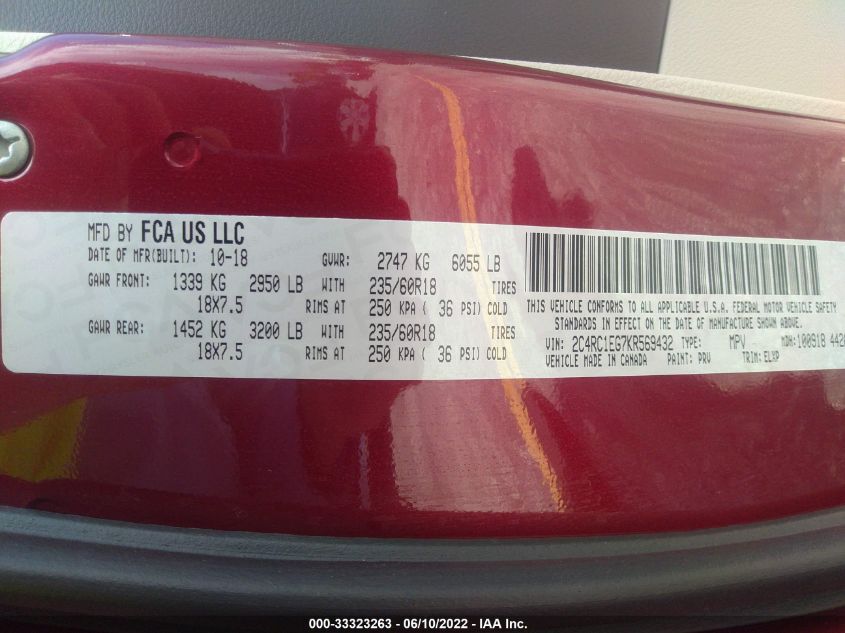 MFD BY FCA US LLC
DATE OF MFR(BUILT): 10-18 GVWR: 2747 KG 6055 LB
GAWR FRONT: 1339 KG 2950 LB WITH 235/60R18 TIRES
18X7.5 RIMS AT 250 KPA ( 36 PSI) COLD
GAWR REAR: 1452 KG 3200 LB WITH 235/60R18 TIRES
18X7.5 RIMS AT 250 KPA ( 36 PSI) COLD
THIS VEHICLE CONFORMS TO ALL APPLICABLE U.S.A. FEDERAL MOTOR VEHICLE SAFETY
STANDARDS IN EFFECT ON THE DATE OF MANUFACTURE SHOWN ABOVE.
VIN: 2C4RC1EG7KR569432 TYPE: MPV MDH: 100918 442
VEHICLE MADE IN CANADA PAINT: PRV TRIM: ELXP
000-33323263 - 06/10/2022 - IAA Inc.